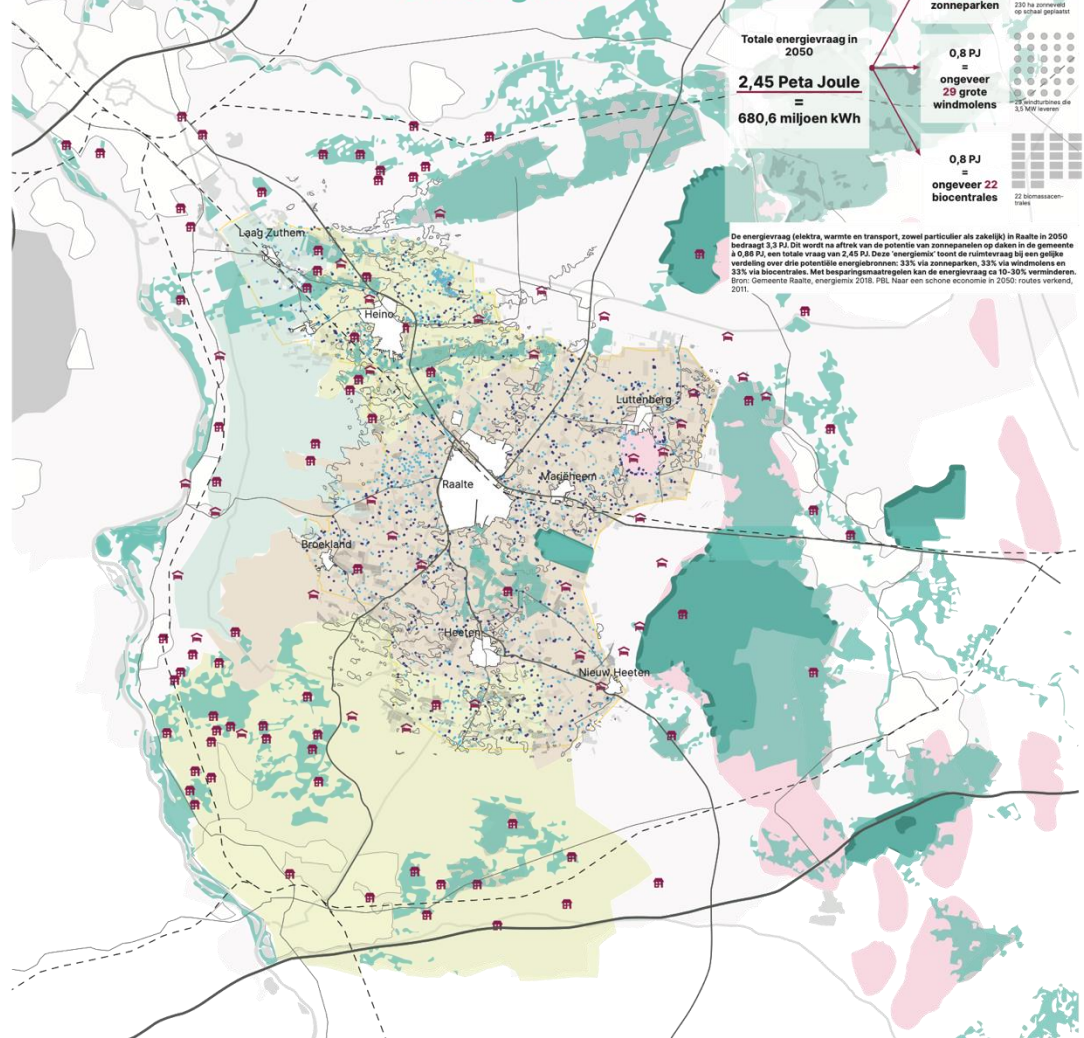 zonneparken
230 ha zonneveld
op schaal geplaatst
Totale energievraag in
2050
2,45 Peta Joule
=
680,6 miljoen kWh
0,8 PJ
=
ongeveer
29 grote
windmolens
windturbines die
3,5 MW leveren
0,8 PJ
=
ongeveer 22
biocentrales
22 biomassacen-
trales
De energievraag (elektra, warmte en transport, zowel particulier als zakelijk) in Raalte in 2050
bedraagt 3,3 PJ. Dit wordt na aftrek van de potentie van zonnepanelen op daken in de gemeente
à 0,86 PJ, een totale vraag van 2,45 PJ. Deze 'energiemix' toont de ruimtevraag bij een gelijke
verdeling over drie potentiële energiebronnen: 33% via zonneparken, 33% via windmolens en
33% via biocentrales. Met besparingsmaatregelen kan de energievraag ca 10-30% verminderen.
Bron: Gemeente Raalte, energiemix 2018. PBL Naar een schone economie in 2050: routes verkend,
2011.
Laag Zuthem
Heino
Luttenberg
Raalte
Mariënheem
Broekland
Heeten
Nieuw Heeten